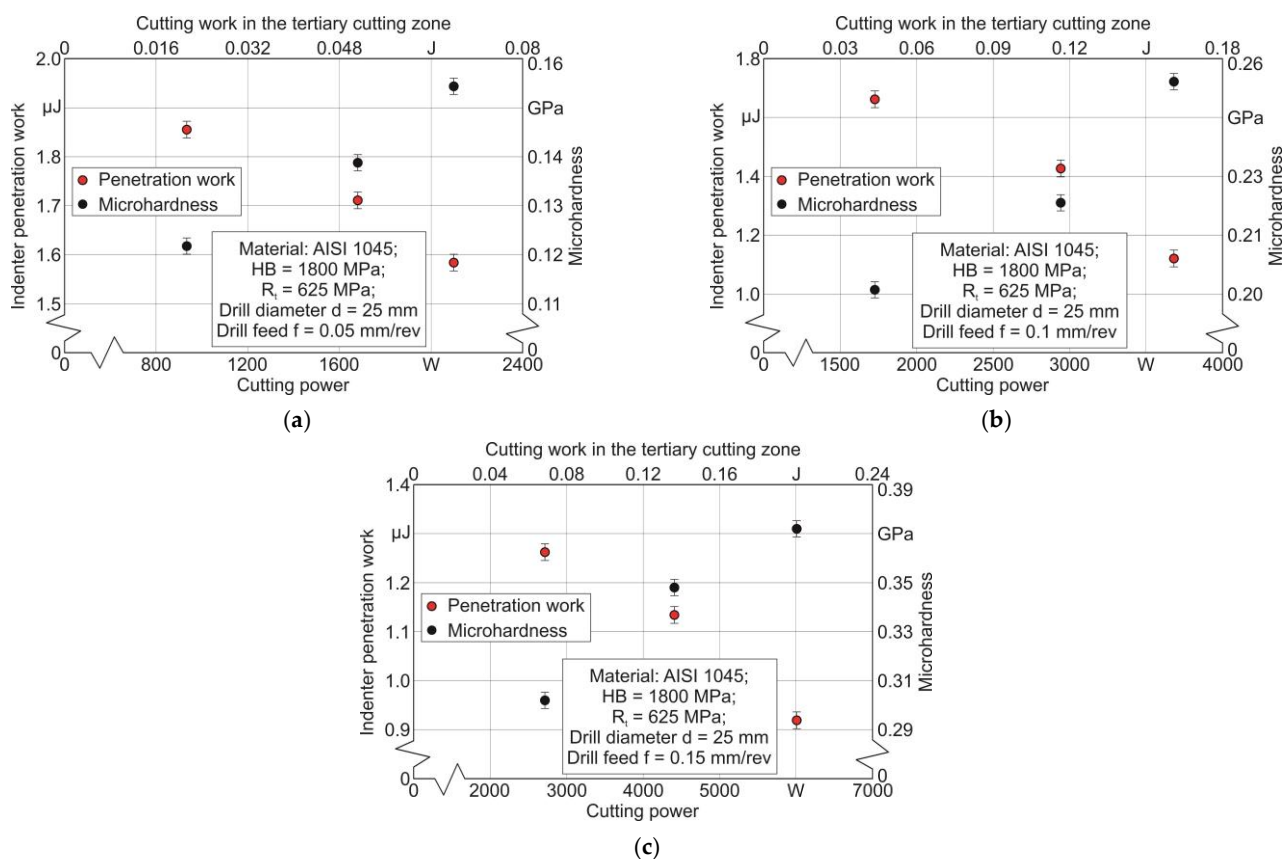 Cutting work in the tertiary cutting zone
0 0.016 0.032 0.048 J 0.08
2.0 0.16
µJ GPa
1.8 0.14
1.7 0.13
1.6 0.12
1.5 0.11
0 0
Indenter penetration work
Microhardness
Penetration work
Microhardness
Material: AISI 1045;
HB = 1800 MPa;
Rt = 625 MPa;
Drill diameter d = 25 mm
Drill feed f = 0.05 mm/rev
0 800 1200 1600 W 2400
Cutting power
(a)
Cutting work in the tertiary cutting zone
0 0.03 0.06 0.09 0.12 J 0.18
1.8 0.26
µJ GPa
1.4 0.23
1.2 0.21
1.0 0.20
0 0
Indenter penetration work
Microhardness
Penetration work
Microhardness
Material: AISI 1045;
HB = 1800 MPa;
Rt = 625 MPa;
Drill diameter d = 25 mm
Drill feed f = 0.1 mm/rev
0 1500 2000 3000 W 4000
Cutting power
(b)
Cutting work in the tertiary cutting zone
0 0.04 0.08 0.12 0.16 J 0.24
1.4 0.39
µJ GPa
1.2 0.35
1.1 0.33
1.0 0.31
0.9 0.29
0 0
Indenter penetration work
Microhardness
Penetration work
Microhardness
Material: AISI 1045;
HB = 1800 MPa;
Rt = 625 MPa;
Drill diameter d = 25 mm
Drill feed f = 0.15 mm/rev
0 2000 3000 4000 5000 W 7000
Cutting power
(c)